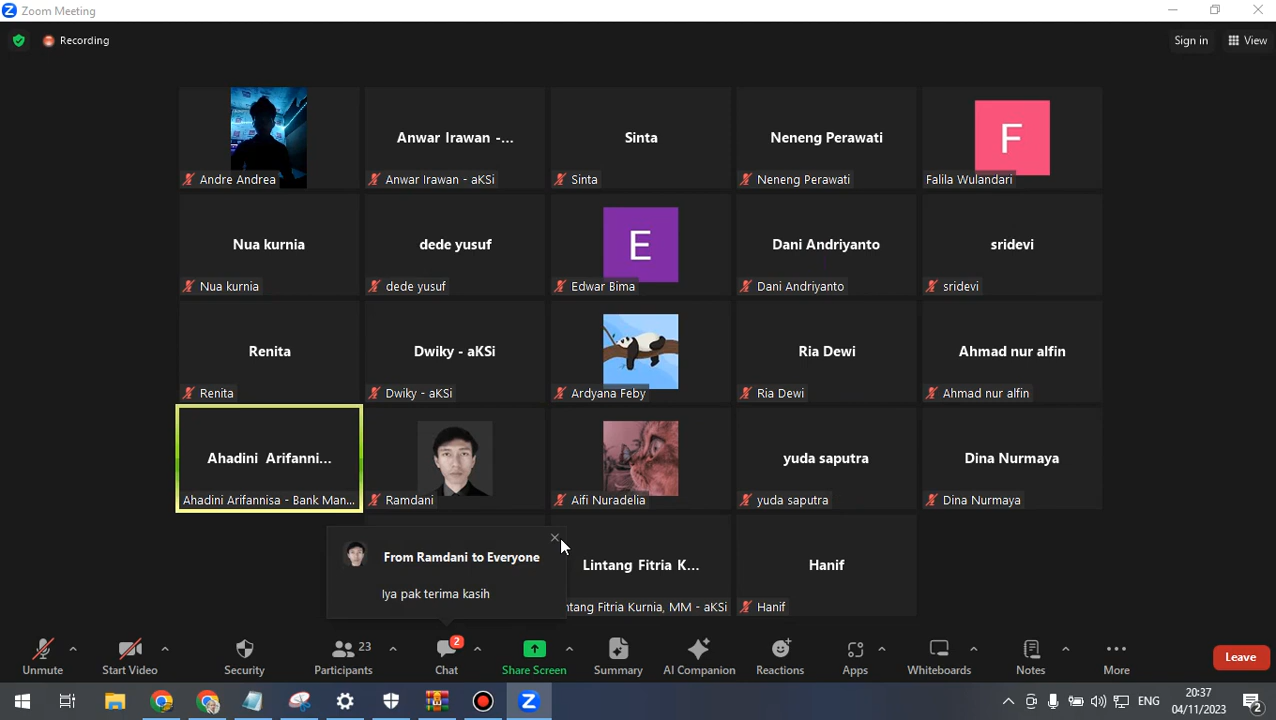 Zoom Meeting
Recording
Sign in
View
Anwar Irawan -...
Sinta
Neneng Perawati
F
Andre Andrea
Anwar Irawan - aKSi
Sinta
Neneng Perawati
Falila Wulandari
Nua kurnia
dede yusuf
E
Dani Andriyanto
sridevi
Nua kurnia
dede yusuf
Edwar Bima
Dani Andriyanto
sridevi
Renita
Dwiky - aKSi
Ria Dewi
Ahmad nur alfin
Renita
Dwiky - aKSi
Ardyana Feby
Ria Dewi
Ahmad nur alfin
Ahadini Arifanni...
yuda saputra
Dina Nurmaya
Ahadini Arifannisa - Bank Man...
Ramdani
Aifi Nuradelia
yuda saputra
Dina Nurmaya
From Ramdani to Everyone
Iya pak terima kasih
Lintang Fitria K...
Hanif
ntang Fitria Kurnia, MM - aKSi
Hanif
Unmute
Start Video
Security
23
Participants
2
Chat
Share Screen
Summary
AI Companion
Reactions
Apps
Whiteboards
Notes
More
Leave
ENG
20:37
04/11/2023
2